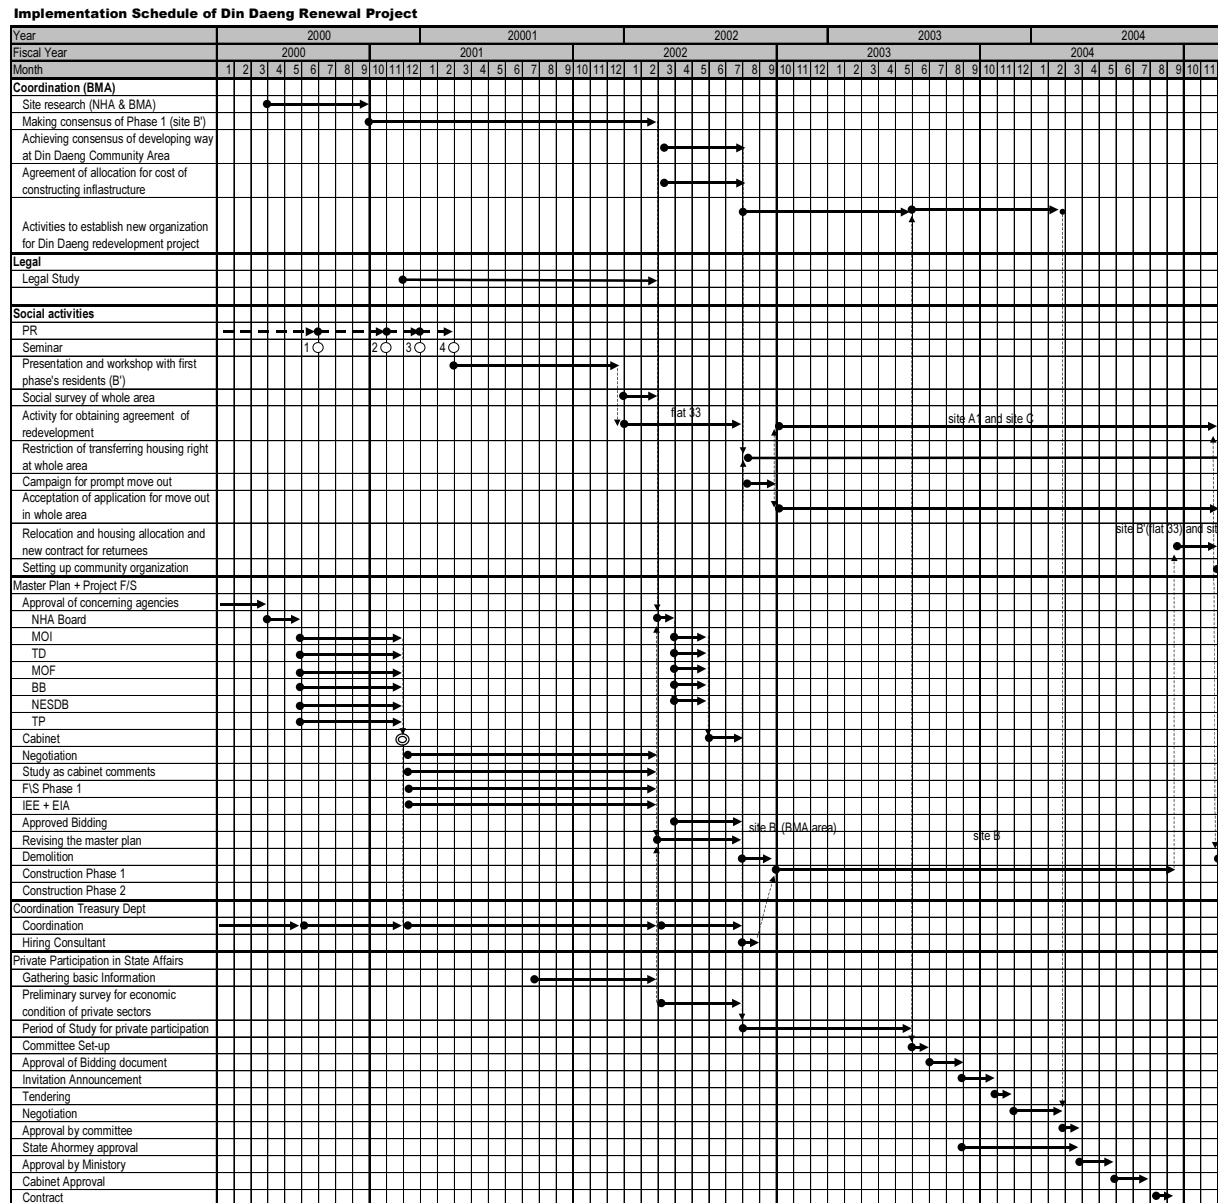 Implementation Schedule of Din Daeng Renewal Project
Year 2000 20001 2002 2003 2004
Fiscal Year 2000 2001 2002 2003 2004
Month 1 2 3 4 5 6 7 8 9 10 11 12 1 2 3 4 5 6 7 8 9 10 11 12 1 2 3 4 5 6 7 8 9 10 11 12 1 2 3 4 5 6 7 8 9 10 11 12 1 2 3 4 5 6 7 8 9 10 11
Coordination (BMA)
Site research (NHA & BMA)
Making consensus of Phase 1 (site B')
Achieving consensus of developing way
at Din Daeng Community Area
Agreement of allocation for cost of
constructing inflastructure
Activities to establish new organization
for Din Daeng redevelopment project
Legal
Legal Study
Social activities
PR
Seminar 1 2 3 4
Presentation and workshop with first
phase's residents (B')
Social survey of whole area
Activity for obtaining agreement of flat 33
redevelopment site A1 and site C
Restriction of transferring housing right
at whole area
Campaign for prompt move out
Acceptation of application for move out
in whole area
Relocation and housing allocation and site B'(flat 33) and sit
new contract for returnees
Setting up community organization
Master Plan + Project F/S
Approval of concerning agencies
NHA Board
MOI
TD
MOF
BB
NESDB
TP
Cabinet
Negotiation
Study as cabinet comments
F\S Phase 1
IEE + EIA
Approved Bidding site B (BMA area)
Revising the master plan site B
Demolition
Construction Phase 1
Construction Phase 2
Coordination Treasury Dept
Coordination
Hiring Consultant
Private Participation in State Affairs
Gathering basic Information
Preliminary survey for economic
condition of private sectors
Period of Study for private participation
Committee Set-up
Approval of Bidding document
Invitation Announcement
Tendering
Negotiation
Approval by committee
State Ahormey approval
Approval by Ministory
Cabinet Approval
Contract